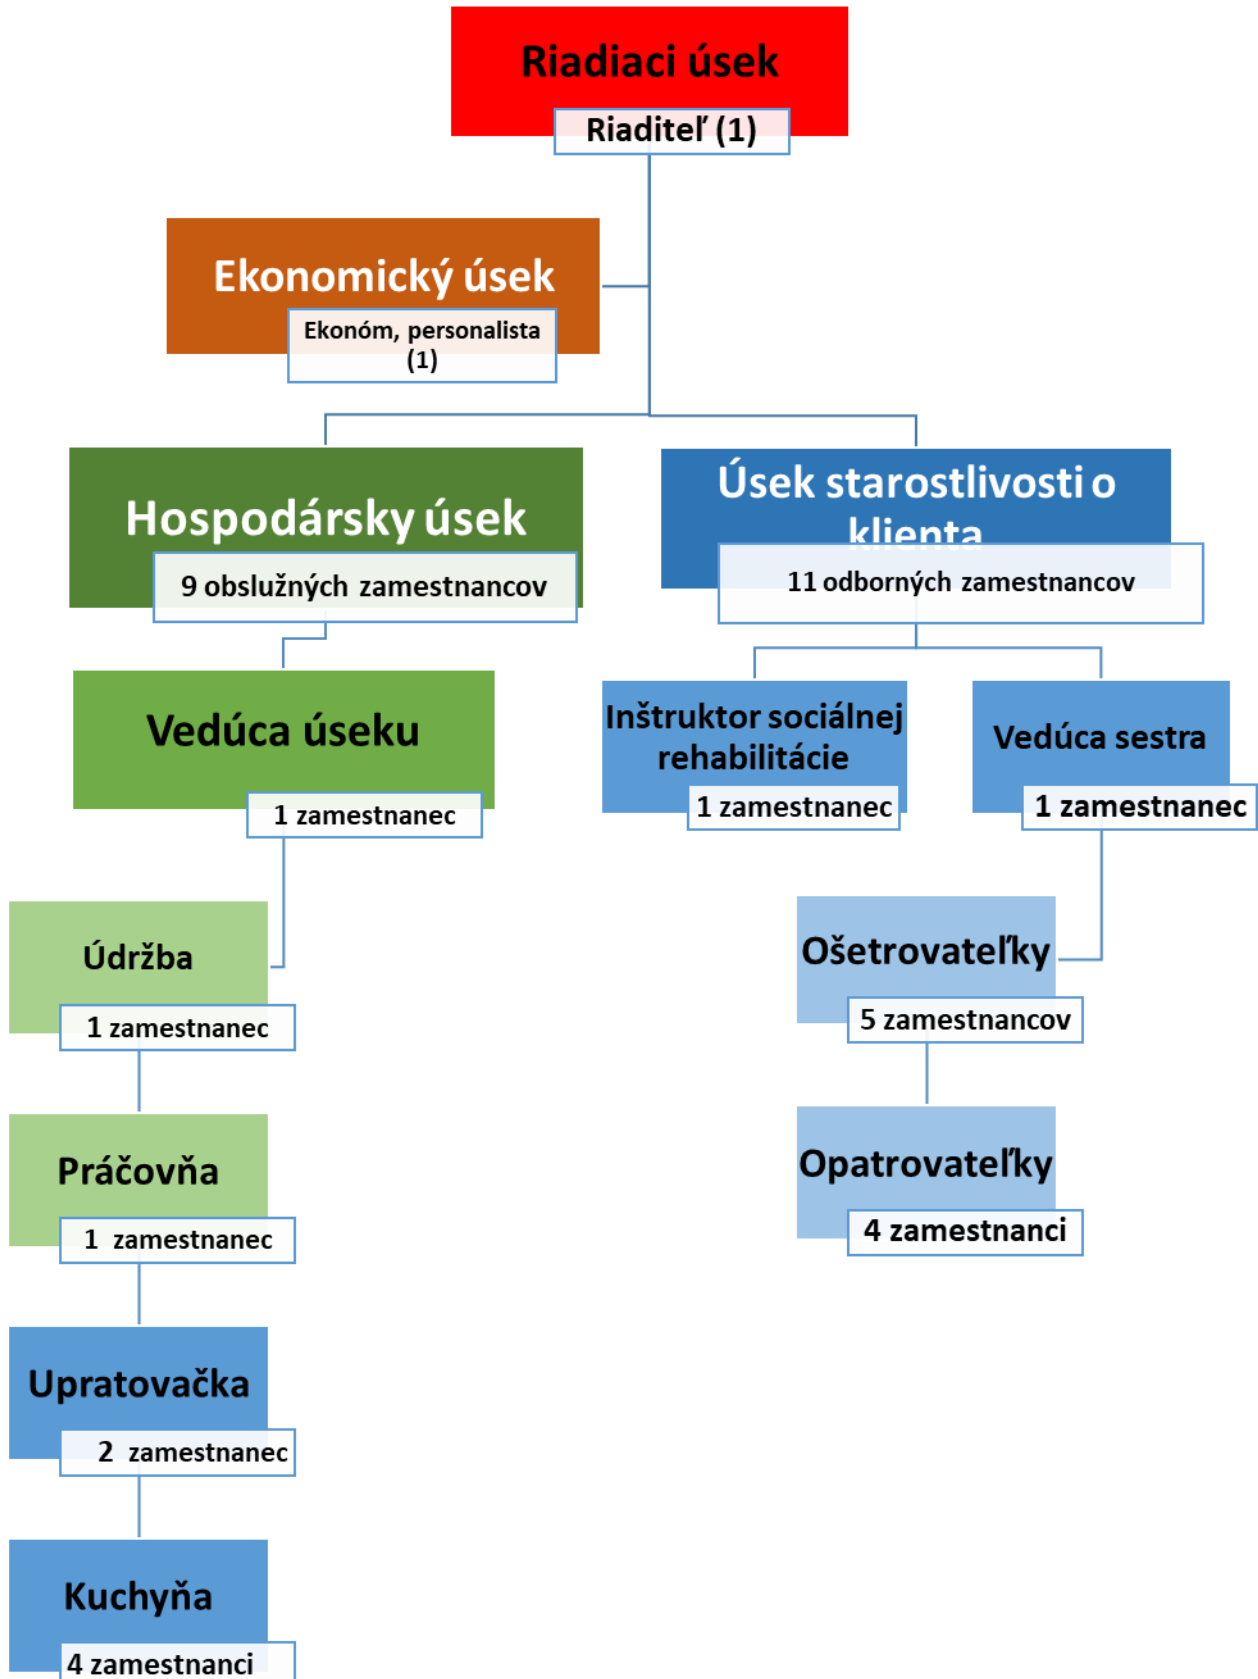 Riadiaci úsek
Riaditeľ (1)
Ekonomický úsek
Ekonóm, personalista
(1)
Hospodársky úsek
9 obslužných zamestnancov
Úsek starostlivosti o
klienta
11 odborných zamestnancov
Vedúca úseku
1 zamestnanec
Inštruktor sociálnej
rehabilitácie
1 zamestnanec
Vedúca sestra
1 zamestnanec
Údržba
1 zamestnanec
Ošetrovateľky
5 zamestnancov
Práčovňa
1 zamestnanec
Opatrovateľky
4 zamestnanci
Upratovačka
2 zamestnanec
Kuchyňa
4 zamestnanci